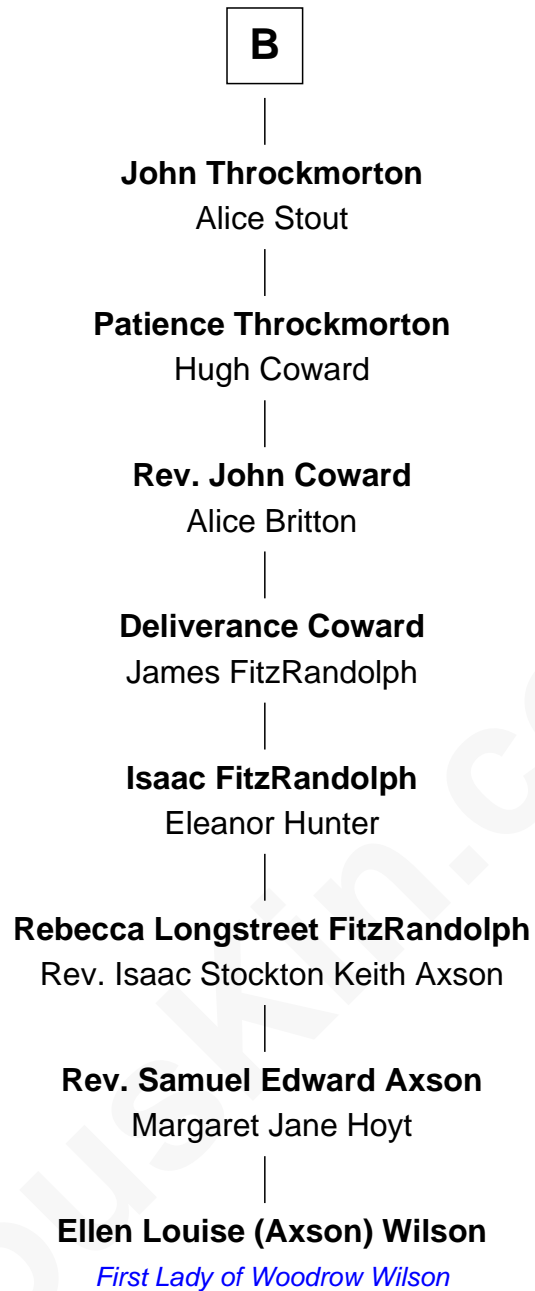 B
John Throckmorton
Alice Stout
Patience Throckmorton
Hugh Coward
Rev. John Coward
Alice Britton
Deliverance Coward
James FitzRandolph
Isaac FitzRandolph
Eleanor Hunter
Rebecca Longstreet FitzRandolph
Rev. Isaac Stockton Keith Axson
Rev. Samuel Edward Axson
Margaret Jane Hoyt
Ellen Louise (Axson) Wilson
First Lady of Woodrow Wilson